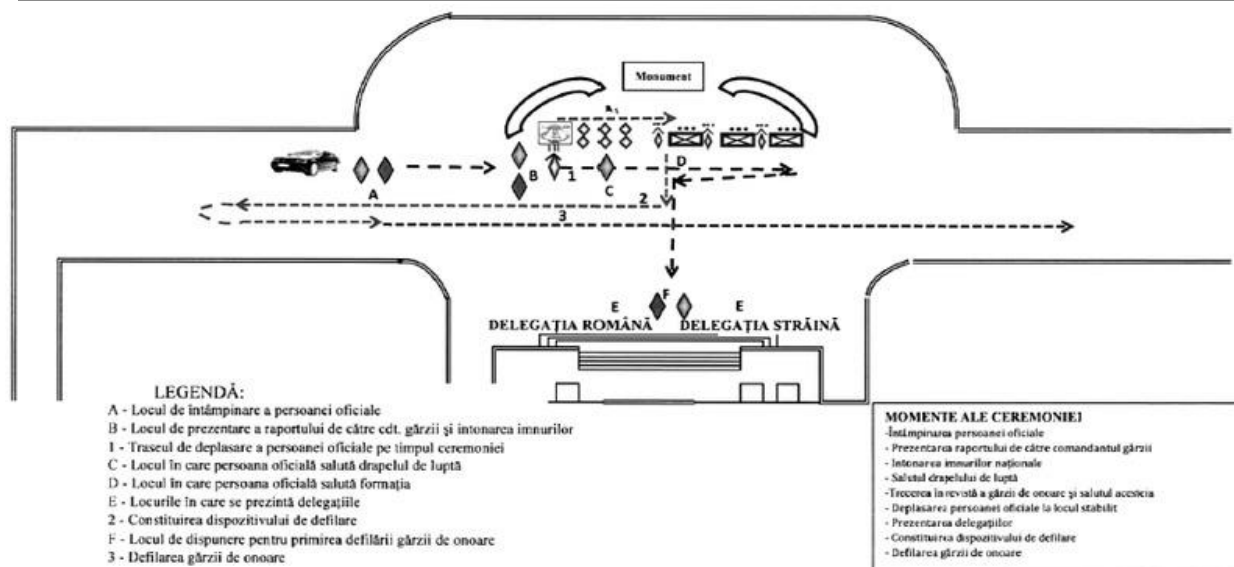 Monument
A
B
1
C
D
2
3
E
F
E
DELEGAȚIA ROMÂNĂ
DELEGAȚIA STRĂINĂ
LEGENDĂ:
A - Locul de întâmpinare a persoanei oficiale
B - Locul de prezentare a raportului de către cdt. gărzii și intonarea imnurilor
1 - Traseul de deplasare a persoanei oficiale pe timpul ceremoniei
C - Locul în care persoana oficială salută drapelul de luptă
D - Locul în care persoana oficială salută formația
E - Locurile în care se prezintă delegațiile
2 - Constituirea dispozitivului de defilare
F - Locul de dispunere pentru primirea defilării gărzii de onoare
3 - Defilarea gărzii de onoare
MOMENTE ALE CEREMONIEI
-Întâmpinarea persoanei oficiale
- Prezentarea raportului de către comandantul gărzii
- Intonarea imnurilor naționale
- Salutul drapelului de luptă
-Trecerea în revistă a gărzii de onoare și salutul acesteia
- Deplasarea persoanei oficiale la locul stabilit
- Prezentarea delegațiilor
- Constituirea dispozitivului de defilare
- Defilarea gărzii de onoare